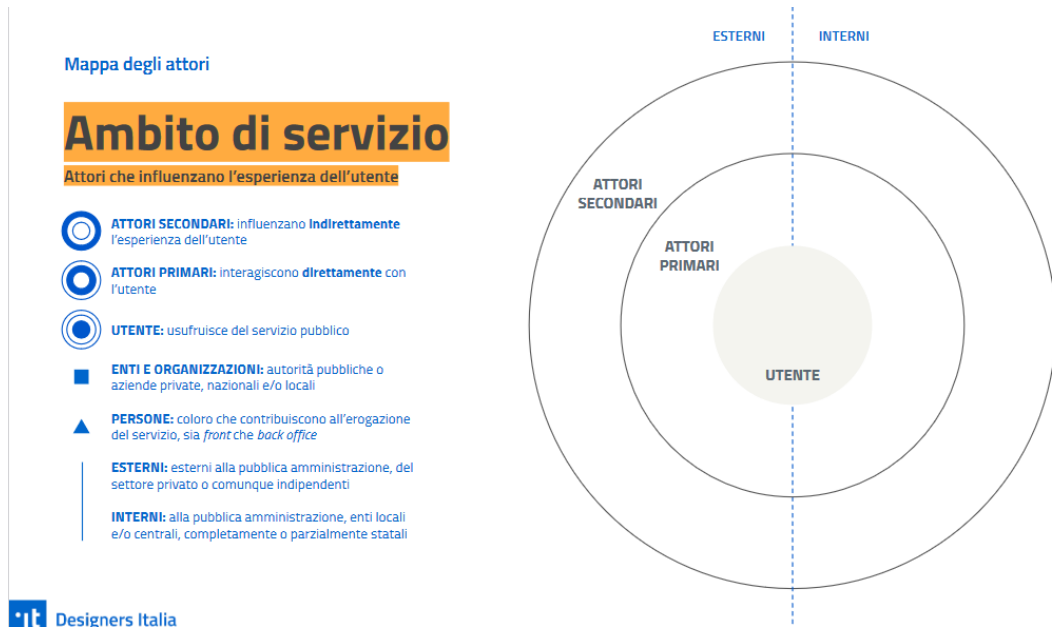 Mappa degli attori
Ambito di servizio
Attori che influenzano l'esperienza dell'utente
ATTORI SECONDARI: influenzano indirettamente
l'esperienza dell'utente
ATTORI PRIMARI: interagiscono direttamente con
l'utente
UTENTE: usufruisce del servizio pubblico
ENTI E ORGANIZZAZIONI: autorità pubbliche o
aziende private, nazionali e/o locali
PERSONE: coloro che contribuiscono all'erogazione
del servizio, sia front che back office
ESTERNI: esterni alla pubblica amministrazione, del
settore privato o comunque indipendenti
INTERNI: alla pubblica amministrazione, enti locali
e/o centrali, completamente o parzialmente statali
.it Designers Italia
ESTERNI INTERNI
ATTORI
SECONDARI
ATTORI
PRIMARI
UTENTE